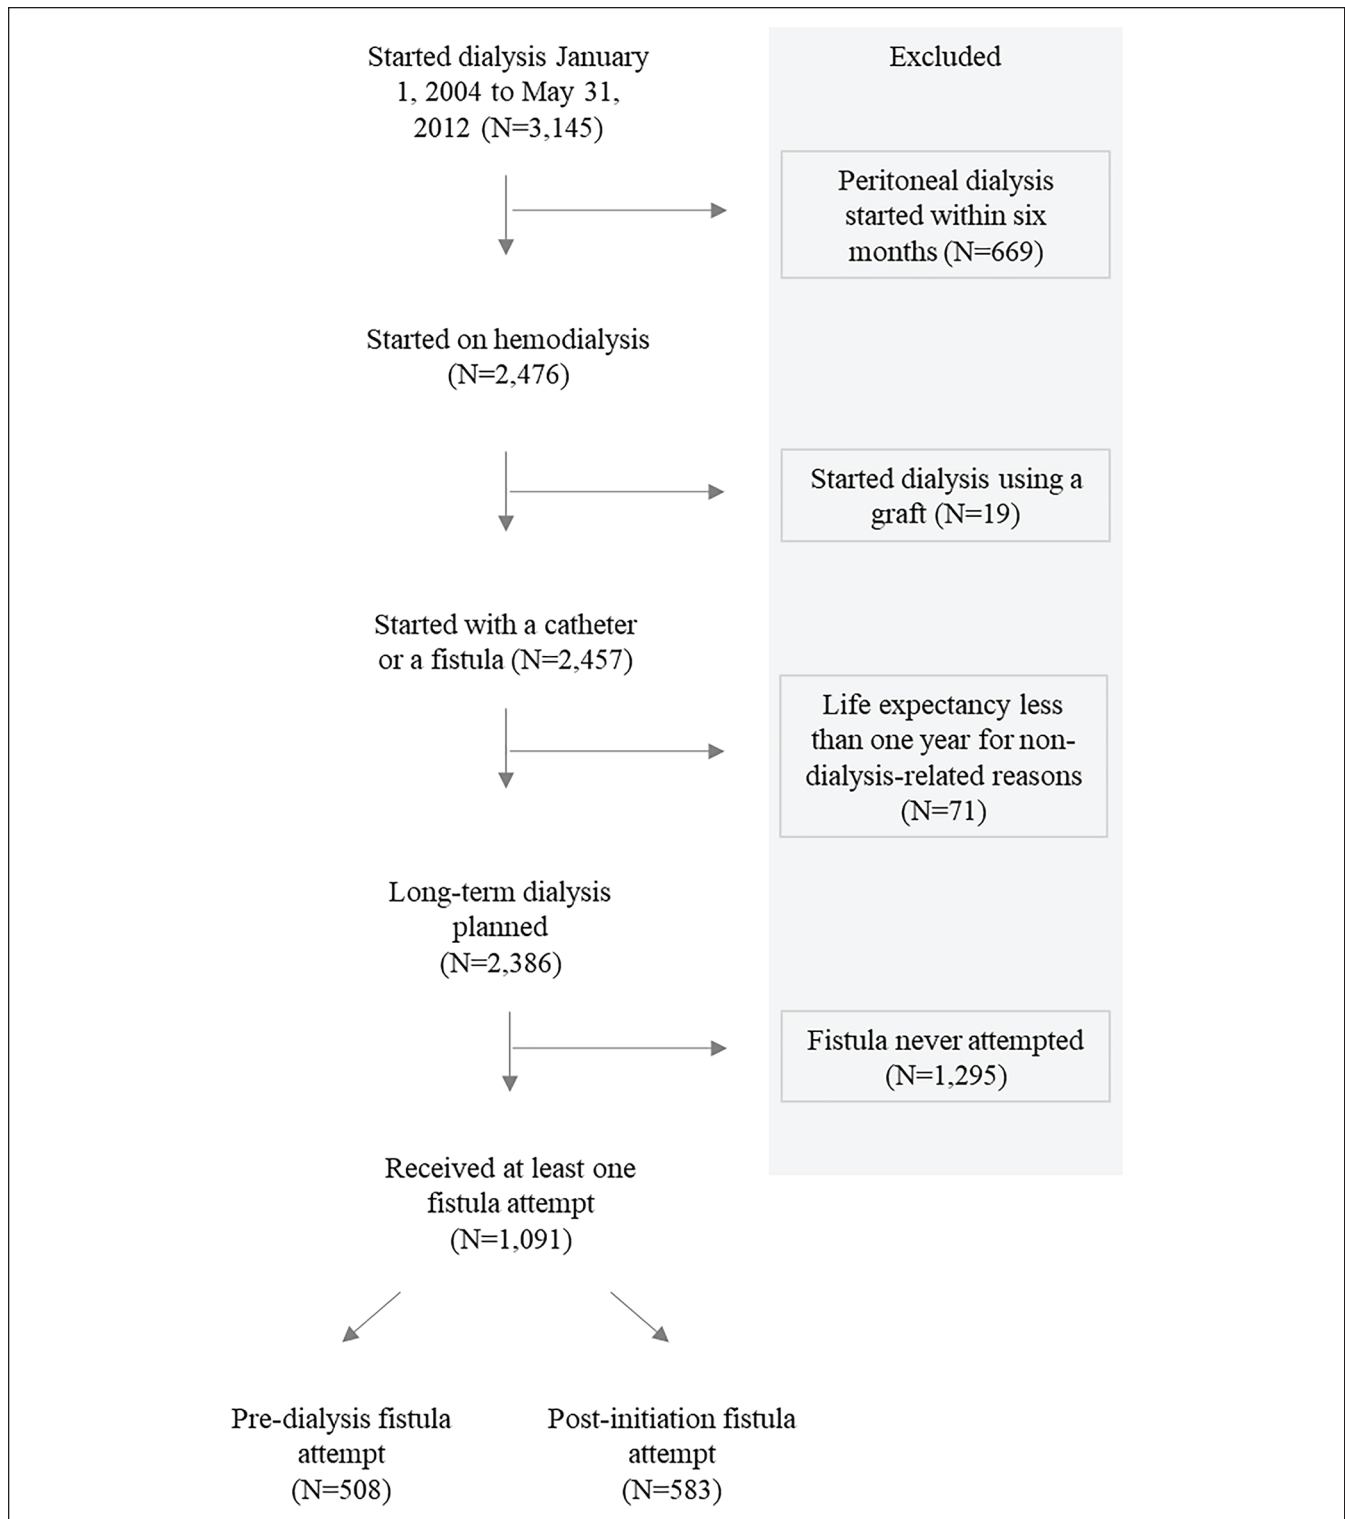 Started dialysis January
1, 2004 to May 31,
2012 (N=3,145)
Excluded
Peritoneal dialysis
started within six
months (N=669)
Started on hemodialysis
(N=2,476)
Started dialysis using a
graft (N=19)
Started with a catheter
or a fistula (N=2,457)
Life expectancy less
than one year for non-
dialysis-related reasons
(N=71)
Long-term dialysis
planned
(N=2,386)
Fistula never attempted
(N=1,295)
Received at least one
fistula attempt
(N=1,091)
Pre-dialysis fistula
attempt
(N=508)
Post-initiation fistula
attempt
(N=583)